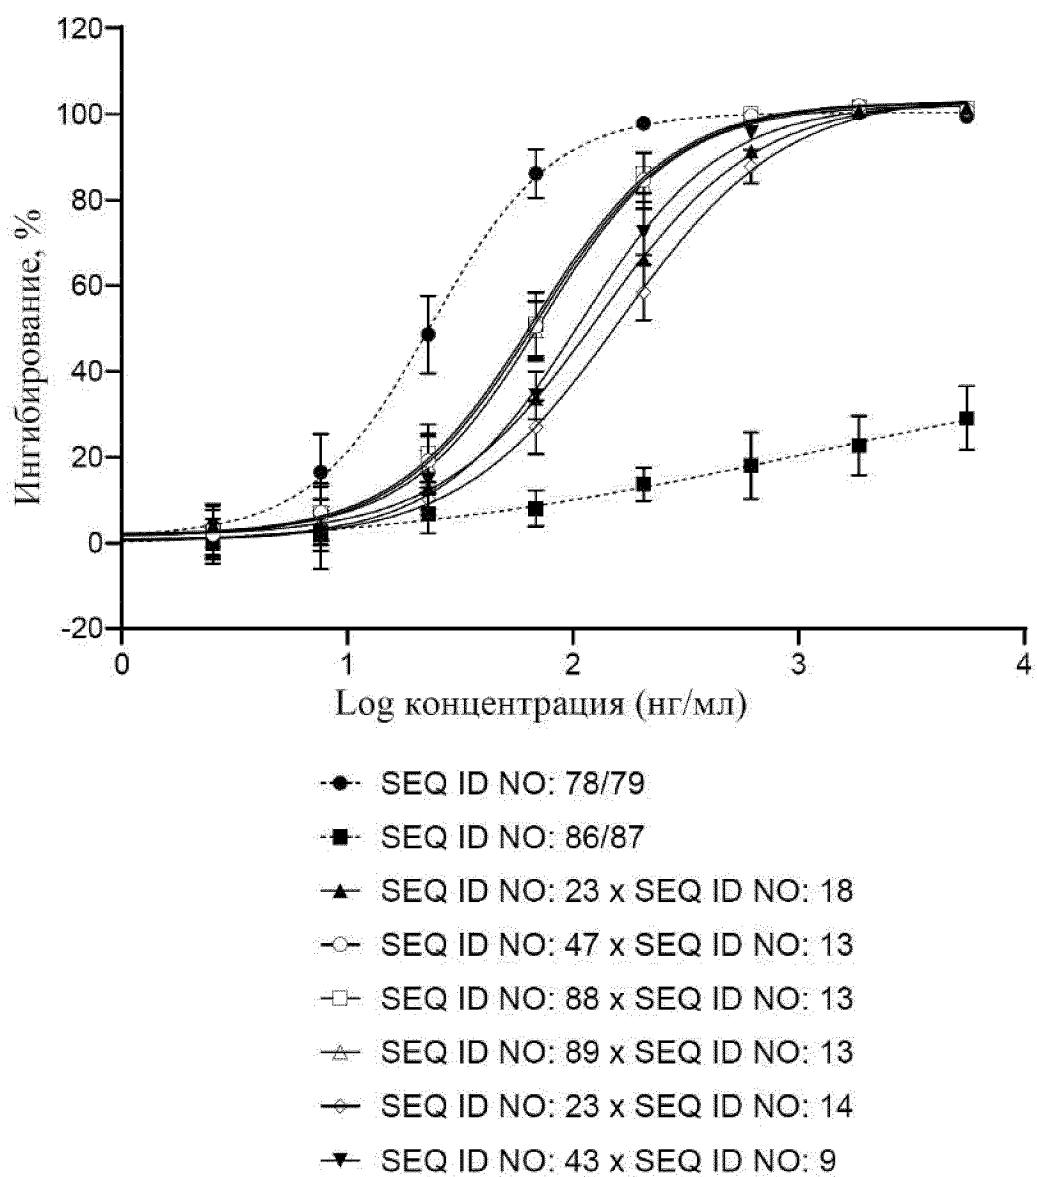 Ингибирование, %
120
100
80
60
40
20
0
-20
0 1 2 3 4
Log концентрация (нг/мл)
SEQ ID NO: 78/79
SEQ ID NO: 86/87
SEQ ID NO: 23 x SEQ ID NO: 18
SEQ ID NO: 47 x SEQ ID NO: 13
SEQ ID NO: 88 x SEQ ID NO: 13
SEQ ID NO: 89 x SEQ ID NO: 13
SEQ ID NO: 23 x SEQ ID NO: 14
SEQ ID NO: 43 x SEQ ID NO: 9